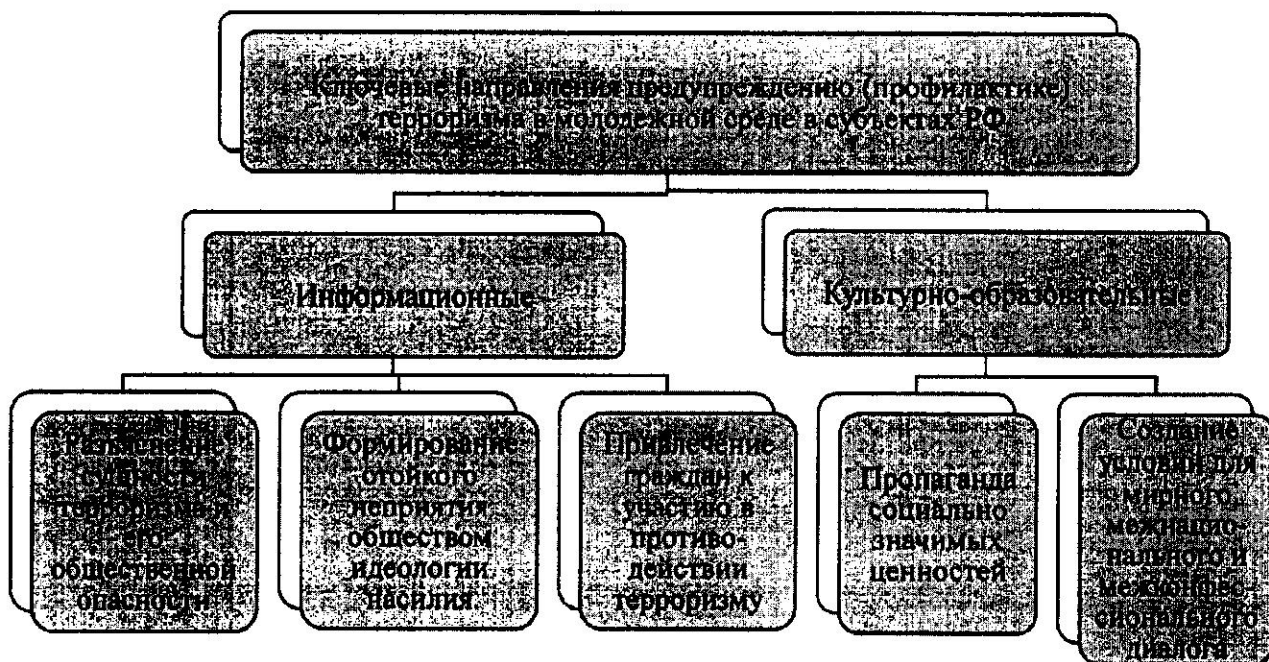 Ключевые направления предупреждению (профилактике)
терроризма в молодежной среде в субъектах РФ
Информационные
Культурно-образовательные
Разъяснение
сущности
терроризма и
его
общественной
опасности
Формирование
стойкого
неприятия
обществом
идеологии
насилия
Привлечение
граждан к
участию в
противо-
действии
терроризму
Пропаганда
социально
значимых
ценностей
Создание
условий для
мирного
межнацио-
нального и
межконфес-
сионального
диалога